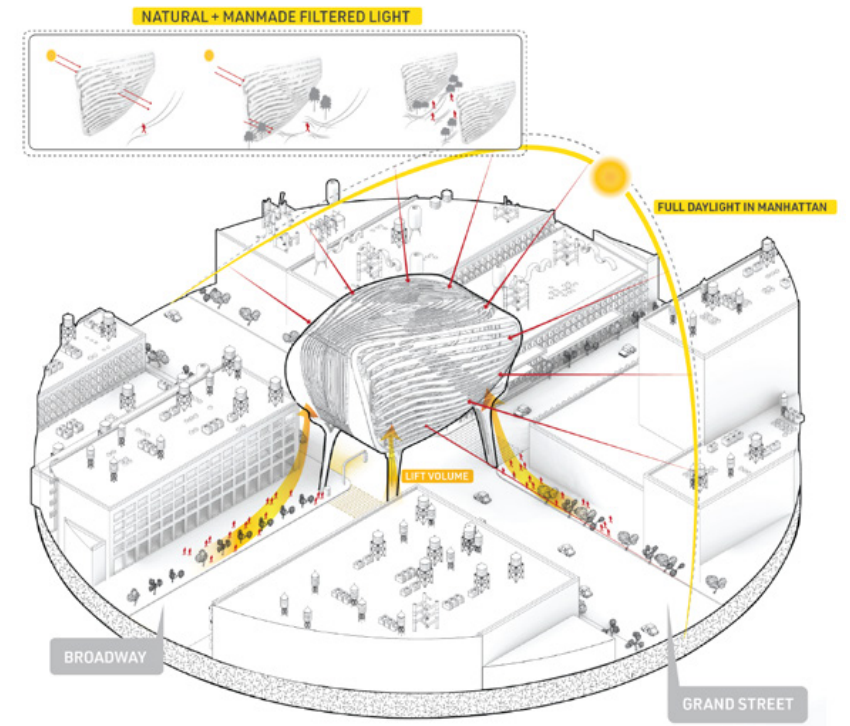 NATURAL + MANMADE FILTERED LIGHT
FULL DAYLIGHT IN MANHATTAN
LIFT VOLUME
BROADWAY
GRAND STREET